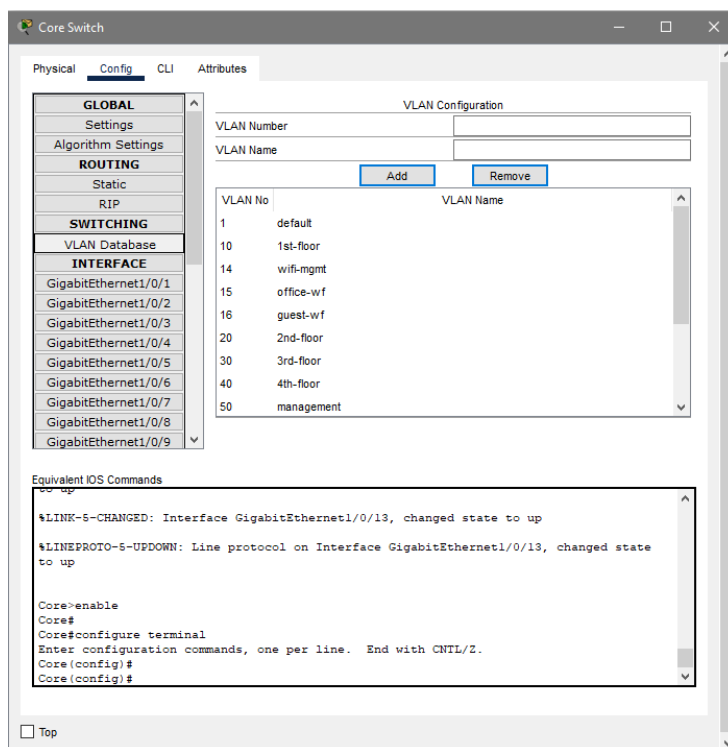 Core Switch
Physical Config CLI Attributes
GLOBAL
Settings
Algorithm Settings
ROUTING
Static
RIP
SWITCHING
VLAN Database
INTERFACE
GigabitEthernet1/0/1
GigabitEthernet1/0/2
GigabitEthernet1/0/3
GigabitEthernet1/0/4
GigabitEthernet1/0/5
GigabitEthernet1/0/6
GigabitEthernet1/0/7
GigabitEthernet1/0/8
GigabitEthernet1/0/9
VLAN Configuration
VLAN Number
VLAN Name
Add Remove
VLAN No VLAN Name
1 default
10 1st-floor
14 wifi-mgmt
15 office-wf
16 guest-wf
20 2nd-floor
30 3rd-floor
40 4th-floor
50 management
Equivalent IOS Commands
to up
%LINK-5-CHANGED: Interface GigabitEthernet1/0/13, changed state to up
%LINEPROTO-5-UPDOWN: Line protocol on Interface GigabitEthernet1/0/13, changed state
to up
Core>enable
Core#
Core#configure terminal
Enter configuration commands, one per line. End with CNTL/Z.
Core(config)#
Core(config)#
Top